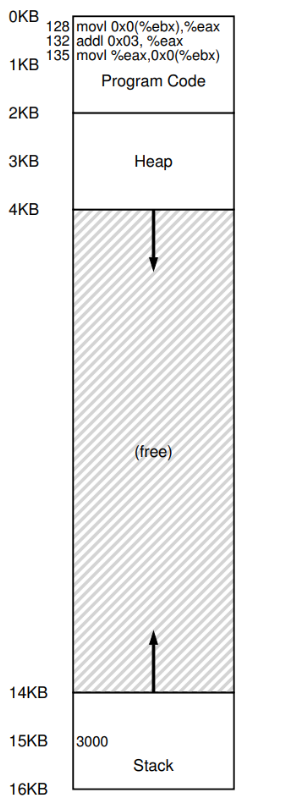 0KB
128 movl 0x0(%ebx),%eax
132 addl 0x03, %eax
135 movl %eax,0x0(%ebx)
1KB
Program Code
2KB
3KB Heap
4KB
(free)
14KB
15KB 3000
Stack
16KB